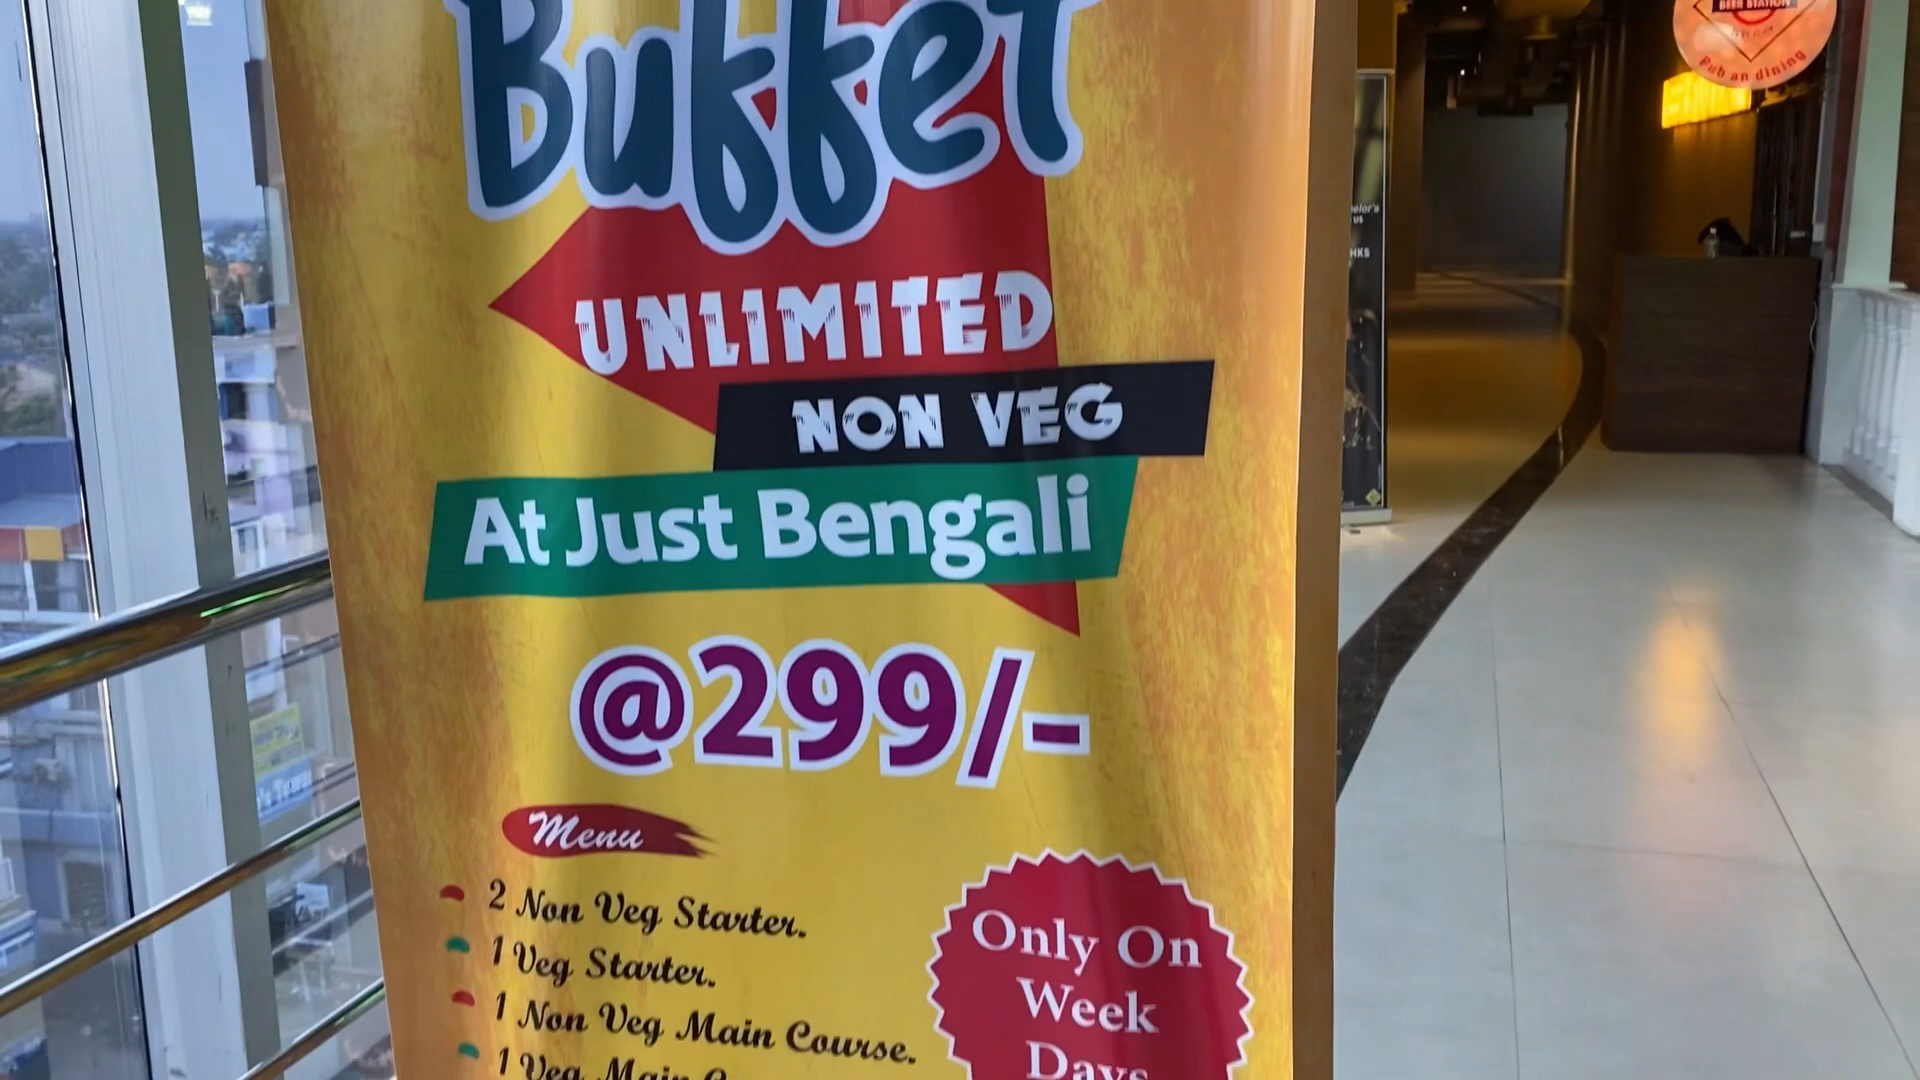 Buffet
UNLIMITED
NON VEG
At Just Bengali
@299/-
Menu
2 Non Veg Starter.
1 Veg Starter.
1 Non Veg Main Course.
1 Veg Main
Only On
Week
Days
BEER STATION
Pub an dining